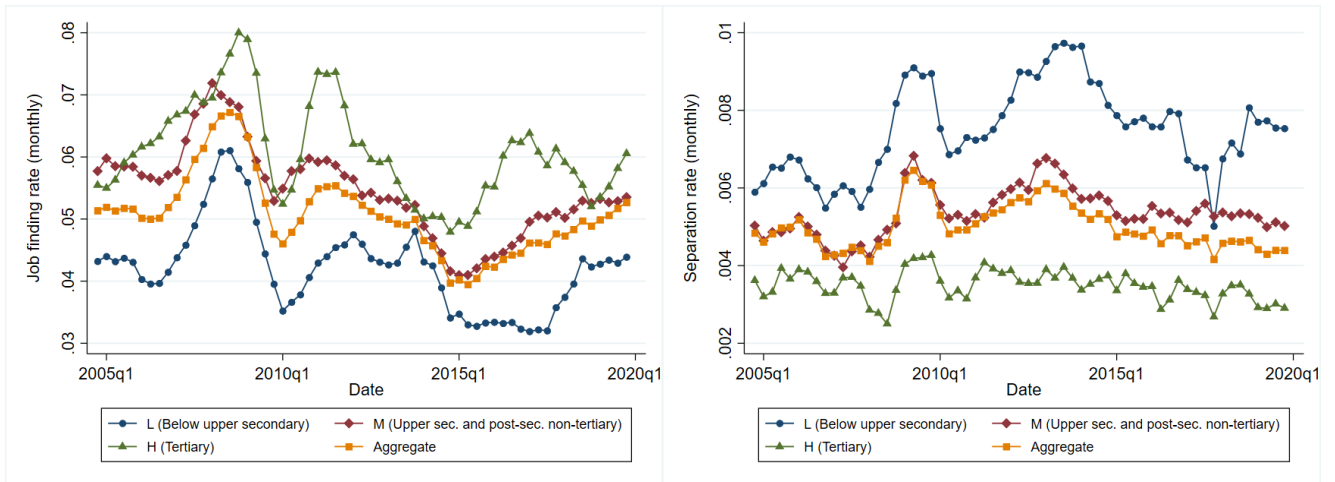 Job finding rate (monthly)
.08
.07
.06
.05
.04
.03
2005q1 2010q1 2015q1 2020q1
Date
L (Below upper secondary) M (Upper sec. and post-sec. non-tertiary)
H (Tertiary) Aggregate
Separation rate (monthly)
.01
.008
.006
.004
.002
2005q1 2010q1 2015q1 2020q1
Date
L (Below upper secondary) M (Upper sec. and post-sec. non-tertiary)
H (Tertiary) Aggregate